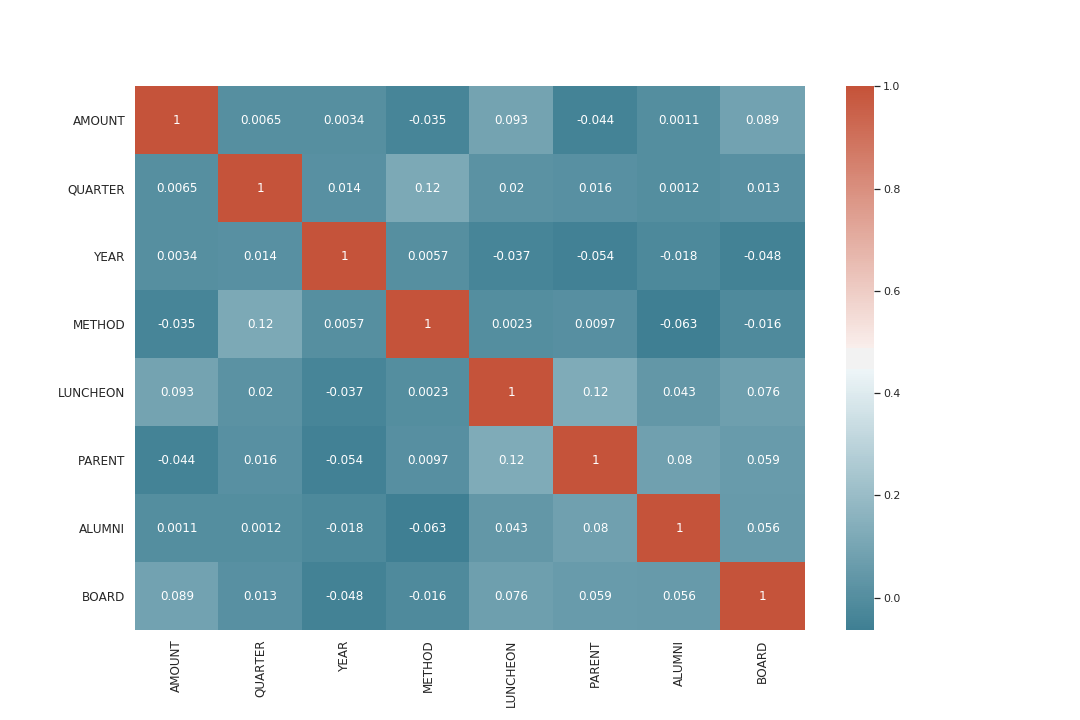 AMOUNT 1 0.0065 0.0034 -0.035 0.093 -0.044 0.0011 0.089
QUARTER 0.0065 1 0.014 0.12 0.02 0.016 0.0012 0.013
YEAR 0.0034 0.014 1 0.0057 -0.037 -0.054 -0.018 -0.048
METHOD -0.035 0.12 0.0057 1 0.0023 0.0097 -0.063 -0.016
LUNCHEON 0.093 0.02 -0.037 0.0023 1 0.12 0.043 0.076
PARENT -0.044 0.016 -0.054 0.0097 0.12 1 0.08 0.059
ALUMNI 0.0011 0.0012 -0.018 -0.063 0.043 0.08 1 0.056
BOARD 0.089 0.013 -0.048 -0.016 0.076 0.059 0.056 1
AMOUNT QUARTER YEAR METHOD LUNCHEON PARENT ALUMNI BOARD
1.0
0.8
0.6
0.4
0.2
0.0